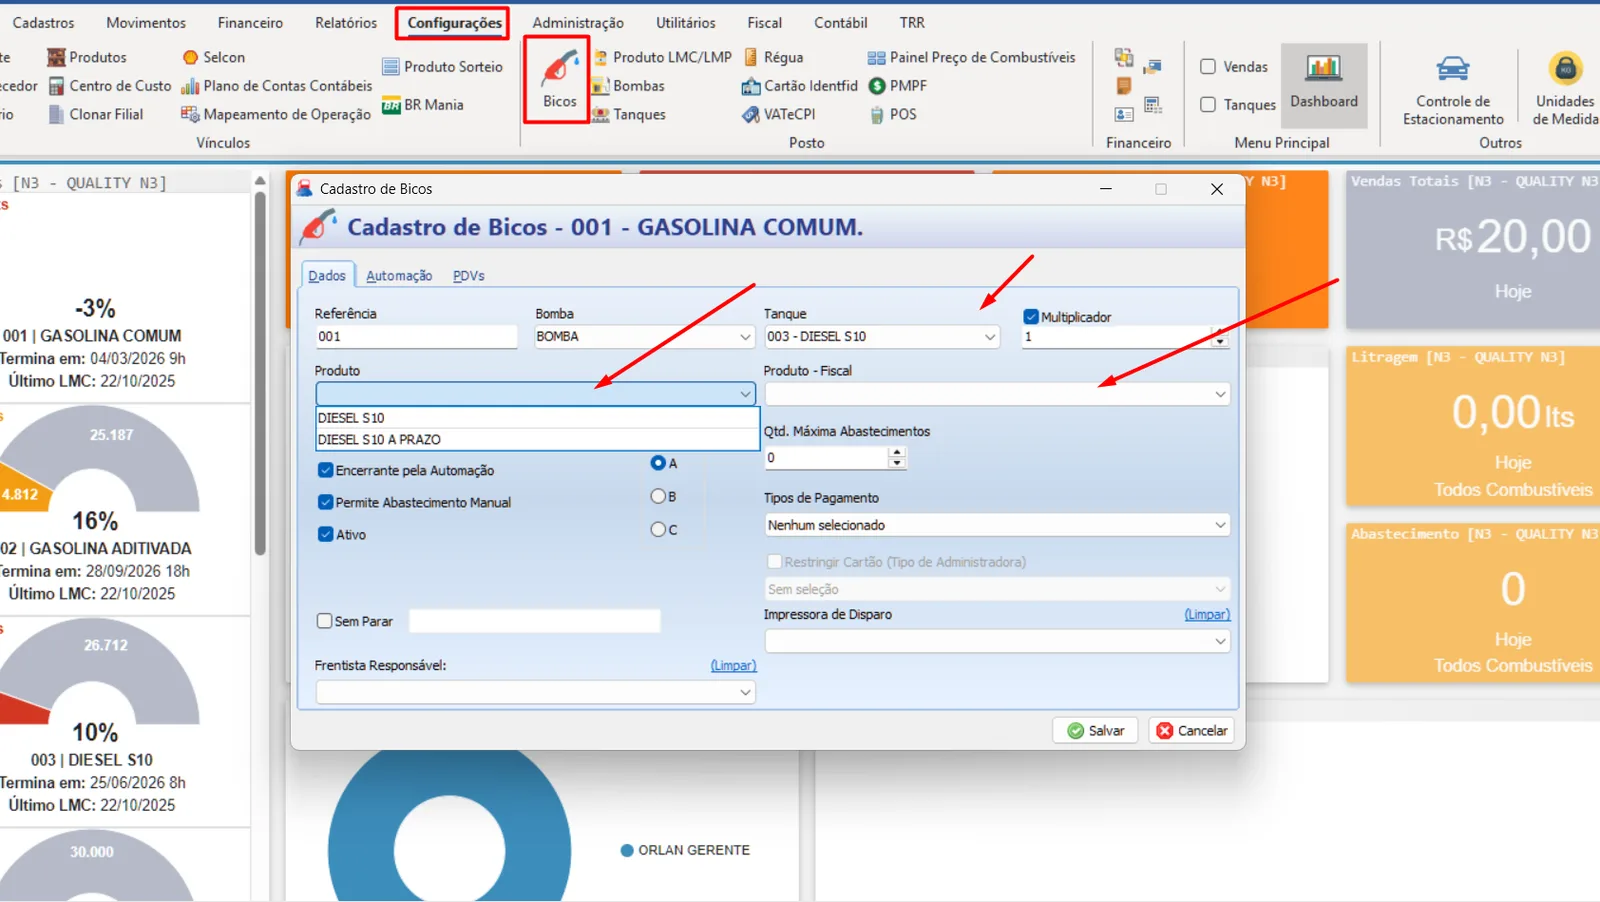 Cadastros Movimentos Financeiro Relatórios Configurações Administração Utilitários Fiscal Contábil TRR
te Produtos Selcon
ecedor Centro de Custo Plano de Contas Contábeis
io Clonar Filial Mapeamento de Operação
Produto Sorteio
BR Mania
Vínculos
Bicos
Produto LMC/LMP Régua Painel Preço de Combustíveis
Bombas Cartão Identfid PMPF
Tanques VATeCPI POS
Posto
Financeiro
Vendas
Tanques
Dashboard
Menu Principal
Controle de
Estacionamento
Unidades
de Medida
Outros
s [N3 - QUALITY N3]
ts
-3%
001 | GASOLINA COMUM
Termina em: 04/03/2026 9h
Último LMC: 22/10/2025
s
25.187
4.812
16%
02 | GASOLINA ADITIVADA
Termina em: 28/09/2026 18h
Último LMC: 22/10/2025
s
26.712
10%
003 | DIESEL S10
Termina em: 25/06/2026 8h
Último LMC: 22/10/2025
30.000
Cadastro de Bicos
Cadastro de Bicos - 001 - GASOLINA COMUM.
Dados Automação PDVs
Referência Bomba Tanque Multiplicador
001 BOMBA 003 - DIESEL S10 1
Produto Produto - Fiscal
DIESEL S10
DIESEL S10 A PRAZO
Qtd. Máxima Abastecimentos
0
Encerrante pela Automação A
Permite Abastecimento Manual B
Ativo C
Tipos de Pagamento
Nenhum selecionado
Restringir Cartão (Tipo de Administradora)
Sem seleção
Sem Parar
Impressora de Disparo (Limpar)
Frentista Responsável: (Limpar)
Salvar Cancelar
ORLAN GERENTE
Y N3]
Vendas Totais [N3 - QUALITY N3
R$20,00
Hoje
Litragem [N3 - QUALITY N3]
0,00lts
Hoje
Todos Combustíveis
Abastecimento [N3 - QUALITY N3
0
Hoje
Todos Combustíveis